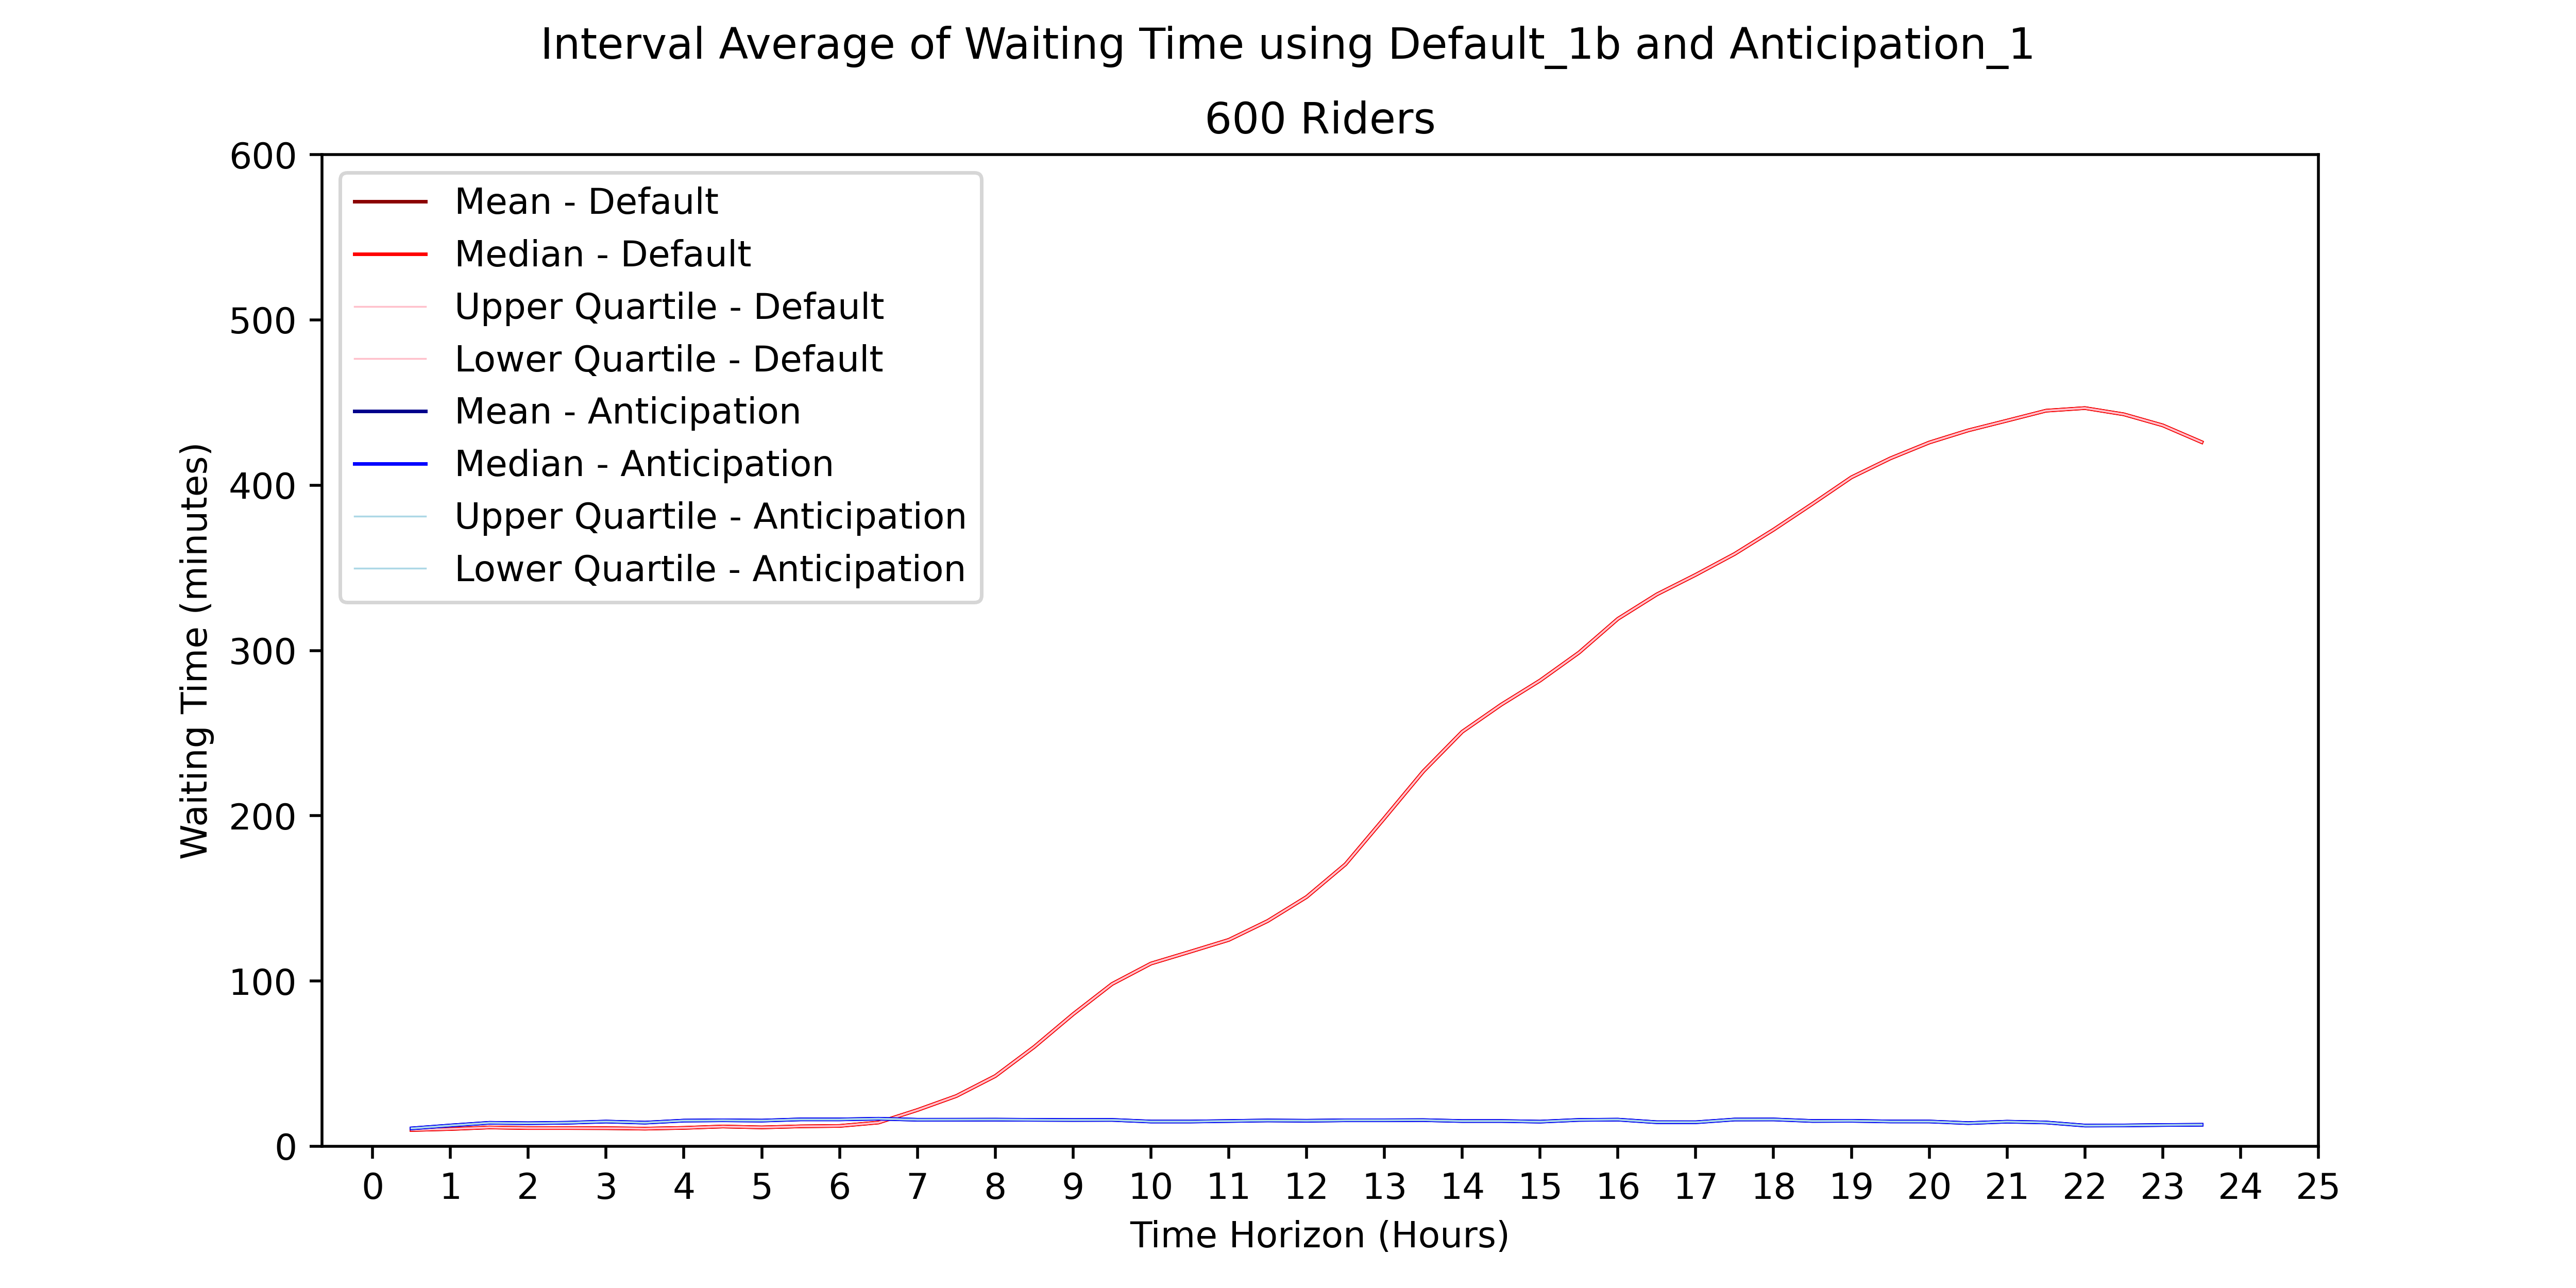 Interval Average of Waiting Time using Default_1b and Anticipation_1
600 Riders
600
500
400
300
200
100
0
Waiting Time (minutes)
Mean - Default
Median - Default
Upper Quartile - Default
Lower Quartile - Default
Mean - Anticipation
Median - Anticipation
Upper Quartile - Anticipation
Lower Quartile - Anticipation
0 1 2 3 4 5 6 7 8 9 10 11 12 13 14 15 16 17 18 19 20 21 22 23 24 25
Time Horizon (Hours)